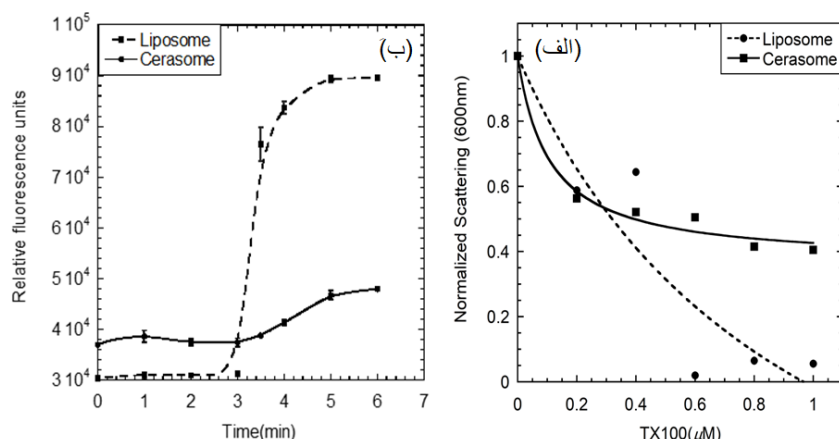 (ب)
Liposome
Cerasome
Relative fluorescence units
1 10⁵
9 10⁴
8 10⁴
7 10⁴
6 10⁴
5 10⁴
4 10⁴
3 10⁴
0 1 2 3 4 5 6 7
Time(min)
(الف)
Liposome
Cerasome
Normalized Scattering (600nm)
1
0.8
0.6
0.4
0.2
0
0 0.2 0.4 0.6 0.8 1
TX100(μM)